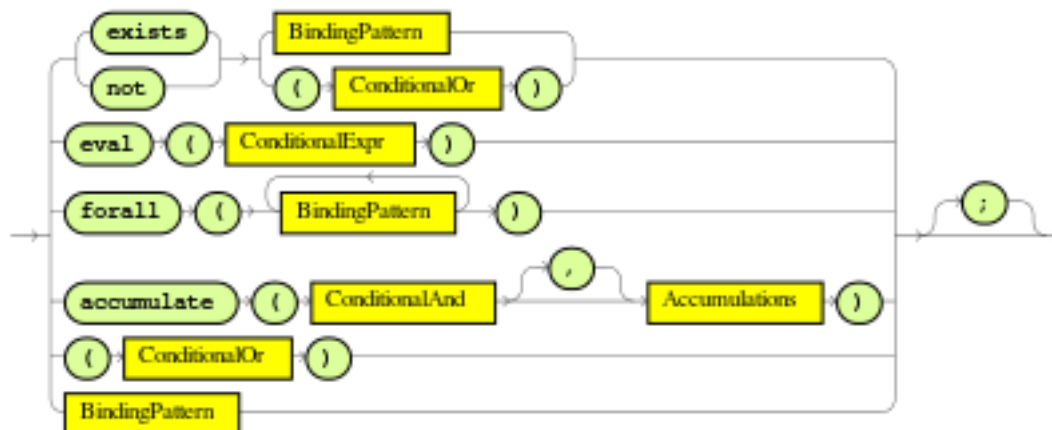 exists BindingPattern
not ( ConditionalOr )
eval ( ConditionalExpr )
forall ( BindingPattern ) ;
accumulate ( ConditionalAnd , Accumulations )
( ConditionalOr )
BindingPattern